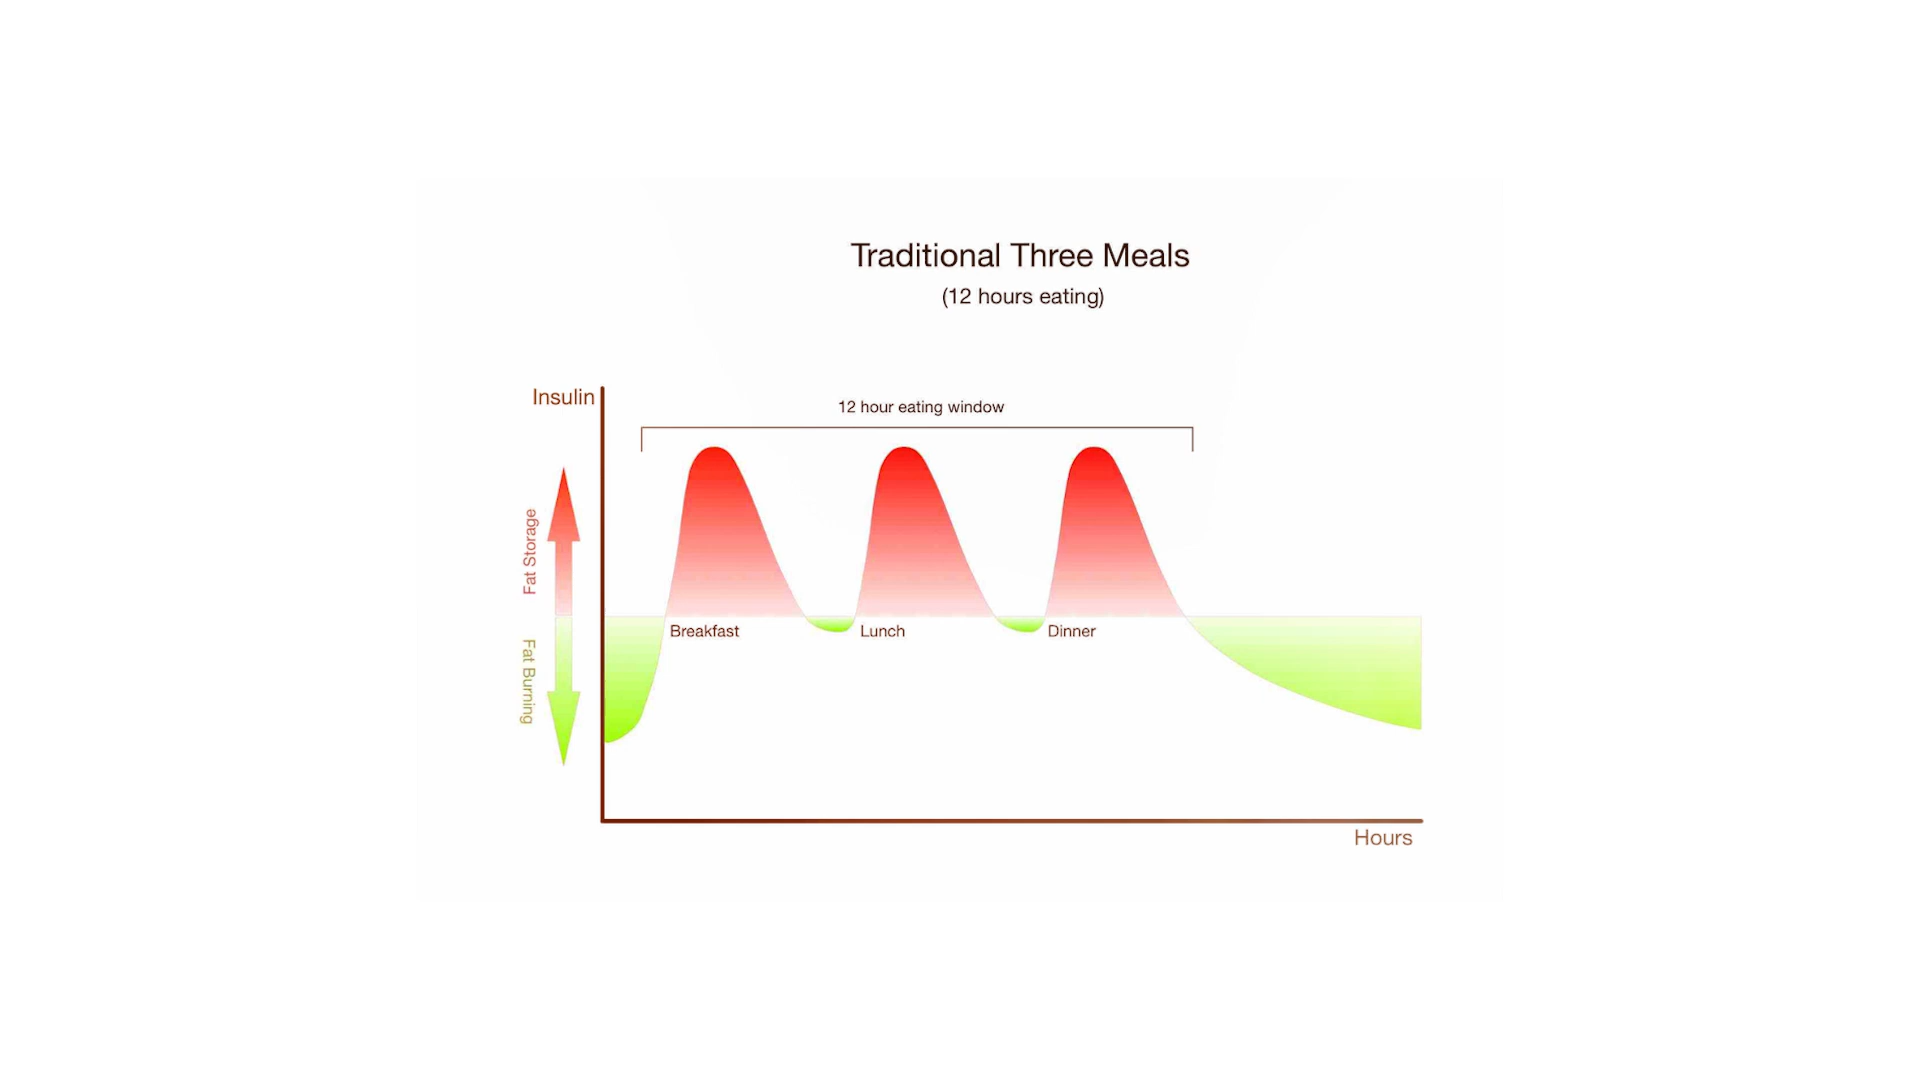 Traditional Three Meals
(12 hours eating)
Insulin
12 hour eating window
Fat Storage
Fat Burning
Breakfast
Lunch
Dinner
Hours